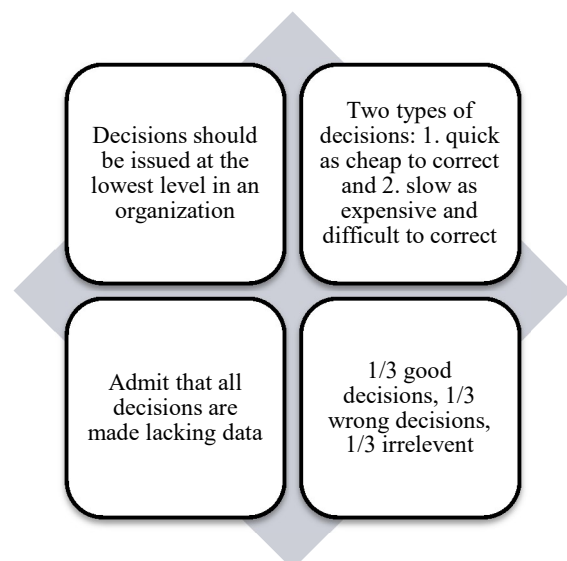 Decisions should
be issued at the
lowest level in an
organization
Two types of
decisions: 1. quick
as cheap to correct
and 2. slow as
expensive and
difficult to correct
Admit that all
decisions are
made lacking data
1/3 good
decisions, 1/3
wrong decisions,
1/3 irrelevent